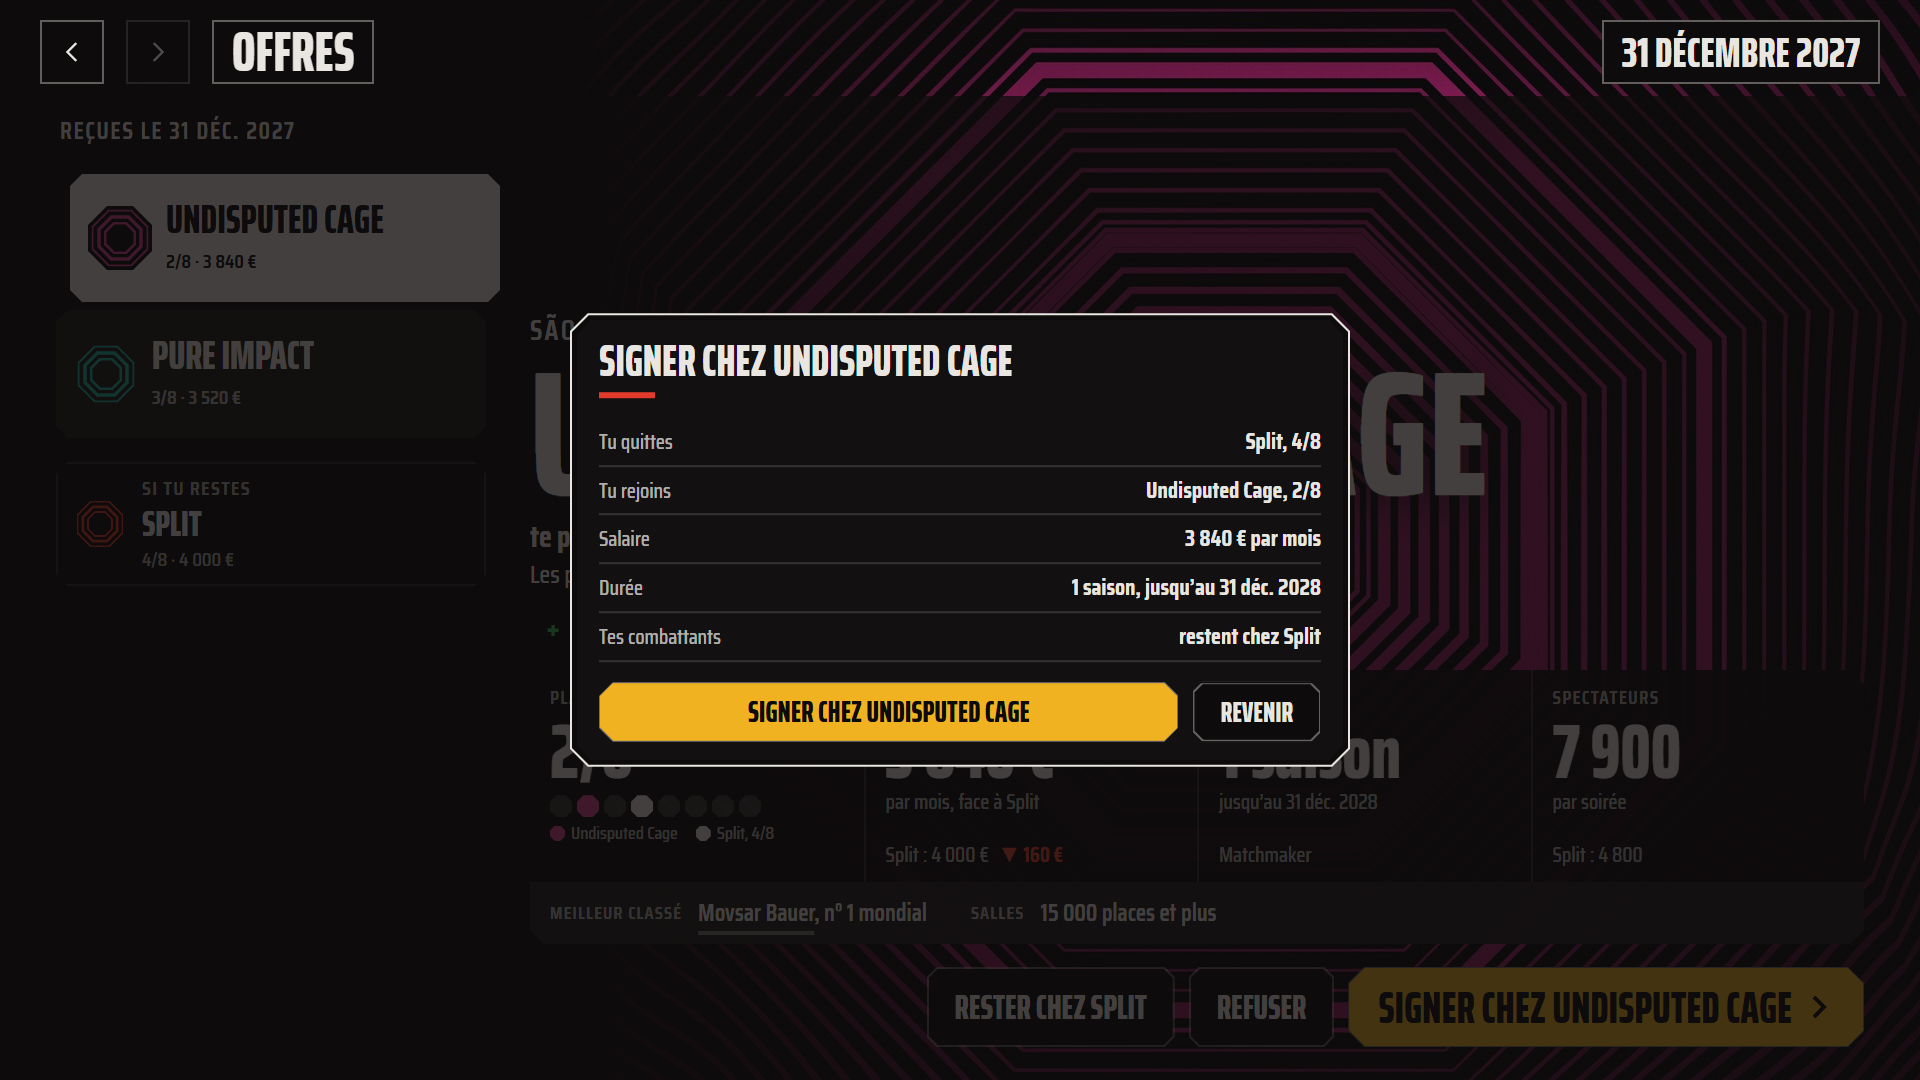 OFFRES
31 DÉCEMBRE 2027
REÇUES LE 31 DÉC. 2027
UNDISPUTED CAGE
2/8 · 3 840 €
PURE IMPACT
3/8 · 3 520 €
SI TU RESTES
SPLIT
4/8 · 4 000 €
SIGNER CHEZ UNDISPUTED CAGE
Tu quittes
Split, 4/8
Tu rejoins
Undisputed Cage, 2/8
Salaire
3 840 € par mois
Durée
1 saison, jusqu’au 31 déc. 2028
Tes combattants
restent chez Split
SIGNER CHEZ UNDISPUTED CAGE
REVENIR
Undisputed Cage
Split, 4/8
par mois, face à Split
Split : 4 000 € ▼ 160 €
jusqu’au 31 déc. 2028
Matchmaker
SPECTATEURS
7 900
par soirée
Split : 4 800
MEILLEUR CLASSÉ Movsar Bauer, nº 1 mondial
SALLES 15 000 places et plus
RESTER CHEZ SPLIT
REFUSER
SIGNER CHEZ UNDISPUTED CAGE